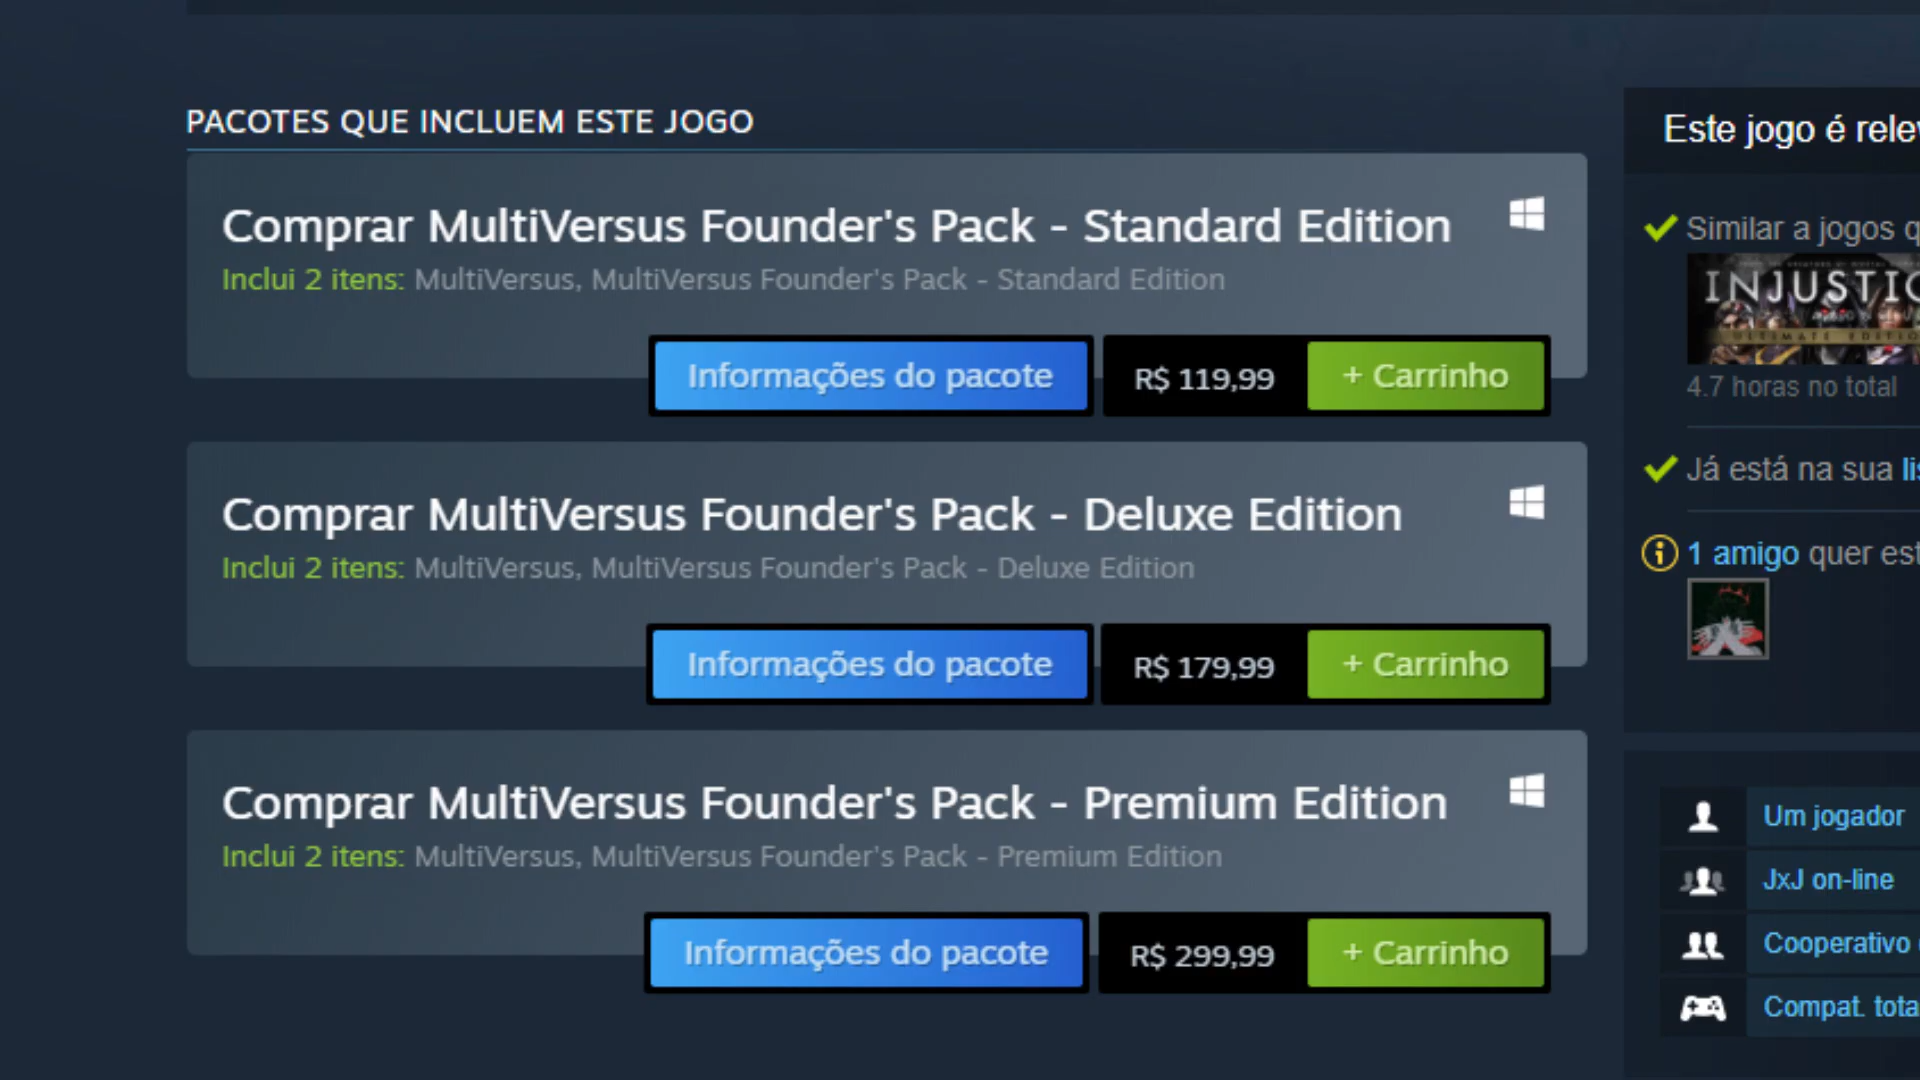 PACOTES QUE INCLUEM ESTE JOGO
Comprar MultiVersus Founder's Pack - Standard Edition
Inclui 2 itens: MultiVersus, MultiVersus Founder's Pack - Standard Edition
Informações do pacote
R$ 119,99
+ Carrinho
Comprar MultiVersus Founder's Pack - Deluxe Edition
Inclui 2 itens: MultiVersus, MultiVersus Founder's Pack - Deluxe Edition
Informações do pacote
R$ 179,99
+ Carrinho
Comprar MultiVersus Founder's Pack - Premium Edition
Inclui 2 itens: MultiVersus, MultiVersus Founder's Pack - Premium Edition
Informações do pacote
R$ 299,99
+ Carrinho
Este jogo é
Similar a jogos
ULTIMATE
4.7 horas no total
Já está na sua
1 amigo quer
Um jogador
JxJ on-line
Cooperativo
Compat.